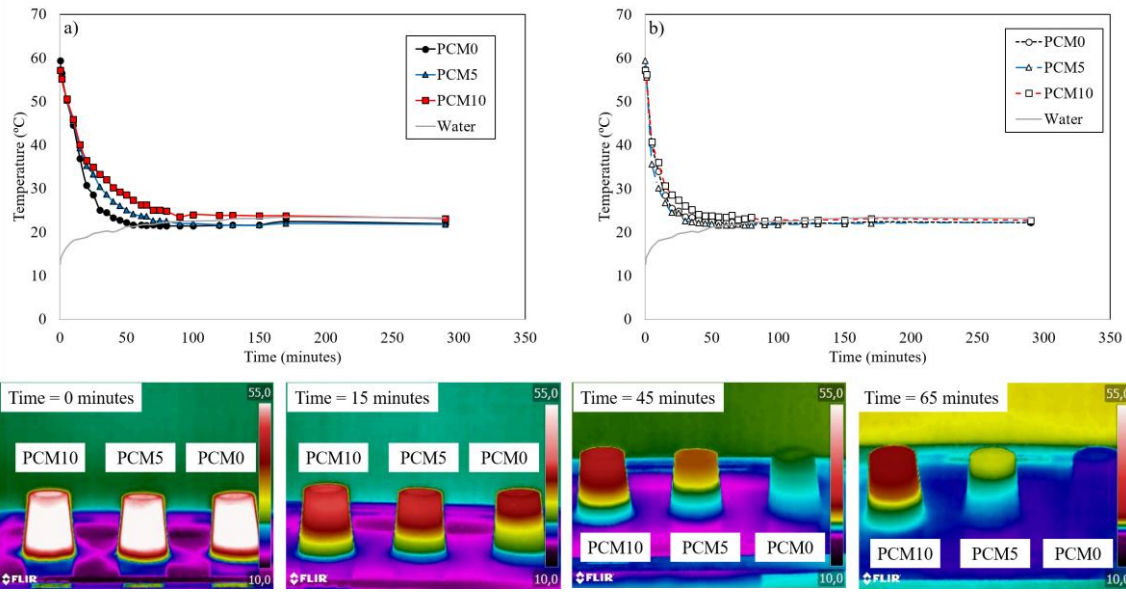 a)
Temperature (ºC)
70
60
50
40
30
20
10
0
0 50 100 150 200 250 300 350
Time (minutes)
PCM0
PCM5
PCM10
Water
b)
Temperature (ºC)
70
60
50
40
30
20
10
0
0 50 100 150 200 250 300 350
Time (minutes)
PCM0
PCM5
PCM10
Water
Time = 0 minutes
55,0
PCM10 PCM5 PCM0
FLIR
10,0
Time = 15 minutes
55,0
PCM10 PCM5 PCM0
FLIR
10,0
Time = 45 minutes
55,0
PCM10 PCM5 PCM0
FLIR
10,0
Time = 65 minutes
55,0
PCM10 PCM5 PCM0
FLIR
10,0